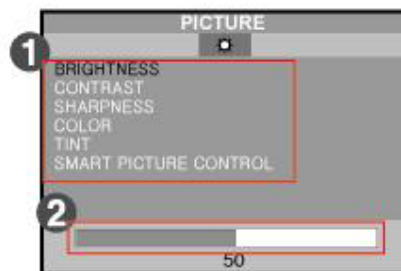 PICTURE
1
BRIGHTNESS
CONTRAST
SHARPNESS
COLOR
TINT
SMART PICTURE CONTROL
2
50